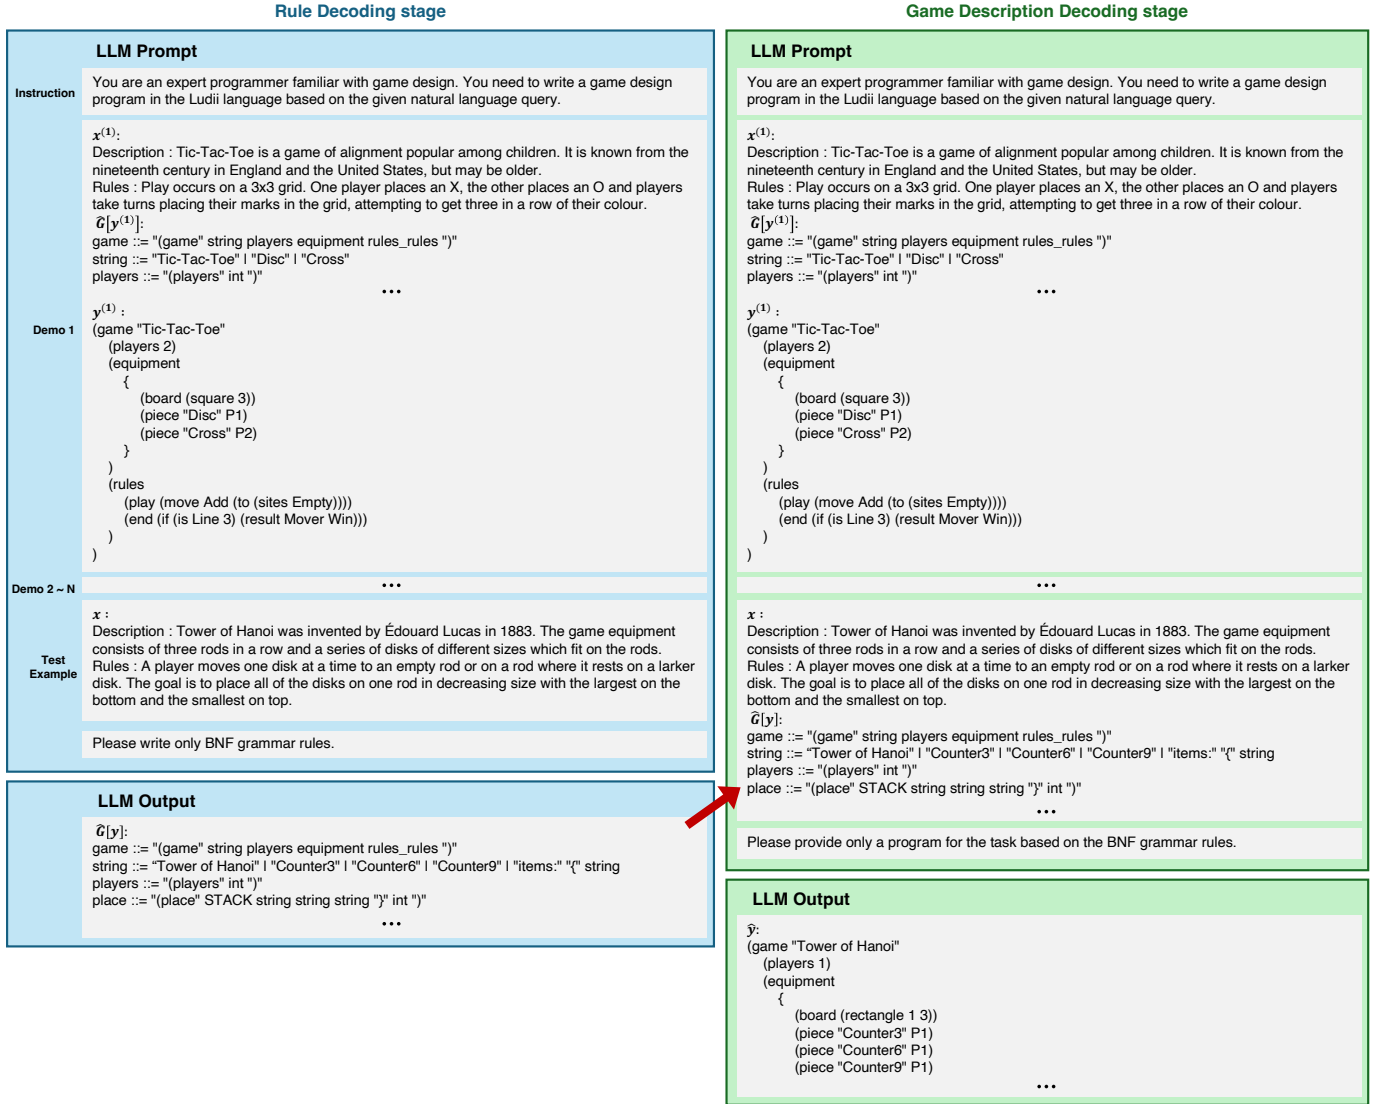 Rule Decoding stage
LLM Prompt
Instruction
You are an expert programmer familiar with game design. You need to write a game design
program in the Ludii language based on the given natural language query.
Demo 1
x⁽¹⁾:
Description : Tic-Tac-Toe is a game of alignment popular among children. It is known from the
nineteenth century in England and the United States, but may be older.
Rules : Play occurs on a 3x3 grid. One player places an X, the other places an O and players
take turns placing their marks in the grid, attempting to get three in a row of their colour.
Ĝ[y⁽¹⁾]:
game ::= "(game" string players equipment rules_rules ")"
string ::= "Tic-Tac-Toe" | "Disc" | "Cross"
players ::= "(players" int ")"
...
y⁽¹⁾ :
(game "Tic-Tac-Toe"
(players 2)
(equipment
{
(board (square 3))
(piece "Disc" P1)
(piece "Cross" P2)
}
)
(rules
(play (move Add (to (sites Empty))))
(end (if (is Line 3) (result Mover Win)))
)
)
Demo 2 ~ N
...
Test
Example
x :
Description : Tower of Hanoi was invented by Édouard Lucas in 1883. The game equipment
consists of three rods in a row and a series of disks of different sizes which fit on the rods.
Rules : A player moves one disk at a time to an empty rod or on a rod where it rests on a larker
disk. The goal is to place all of the disks on one rod in decreasing size with the largest on the
bottom and the smallest on top.
Please write only BNF grammar rules.
LLM Output
Ĝ[y]:
game ::= "(game" string players equipment rules_rules ")"
string ::= “Tower of Hanoi" | "Counter3" | "Counter6" | "Counter9" | "items:" "{" string
players ::= "(players" int ")"
place ::= "(place" STACK string string string "}" int ")"
...
Game Description Decoding stage
LLM Prompt
You are an expert programmer familiar with game design. You need to write a game design
program in the Ludii language based on the given natural language query.
x⁽¹⁾:
Description : Tic-Tac-Toe is a game of alignment popular among children. It is known from the
nineteenth century in England and the United States, but may be older.
Rules : Play occurs on a 3x3 grid. One player places an X, the other places an O and players
take turns placing their marks in the grid, attempting to get three in a row of their colour.
Ĝ[y⁽¹⁾]:
game ::= "(game" string players equipment rules_rules ")"
string ::= "Tic-Tac-Toe" | "Disc" | "Cross"
players ::= "(players" int ")"
...
y⁽¹⁾ :
(game "Tic-Tac-Toe"
(players 2)
(equipment
{
(board (square 3))
(piece "Disc" P1)
(piece "Cross" P2)
}
)
(rules
(play (move Add (to (sites Empty))))
(end (if (is Line 3) (result Mover Win)))
)
)
...
x :
Description : Tower of Hanoi was invented by Édouard Lucas in 1883. The game equipment
consists of three rods in a row and a series of disks of different sizes which fit on the rods.
Rules : A player moves one disk at a time to an empty rod or on a rod where it rests on a larker
disk. The goal is to place all of the disks on one rod in decreasing size with the largest on the
bottom and the smallest on top.
Ĝ[y]:
game ::= "(game" string players equipment rules_rules ")"
string ::= “Tower of Hanoi" | "Counter3" | "Counter6" | "Counter9" | "items:" "{" string
players ::= "(players" int ")"
place ::= "(place" STACK string string string "}" int ")"
...
Please provide only a program for the task based on the BNF grammar rules.
LLM Output
ŷ:
(game "Tower of Hanoi"
(players 1)
(equipment
{
(board (rectangle 1 3))
(piece "Counter3" P1)
(piece "Counter6" P1)
(piece "Counter9" P1)
...